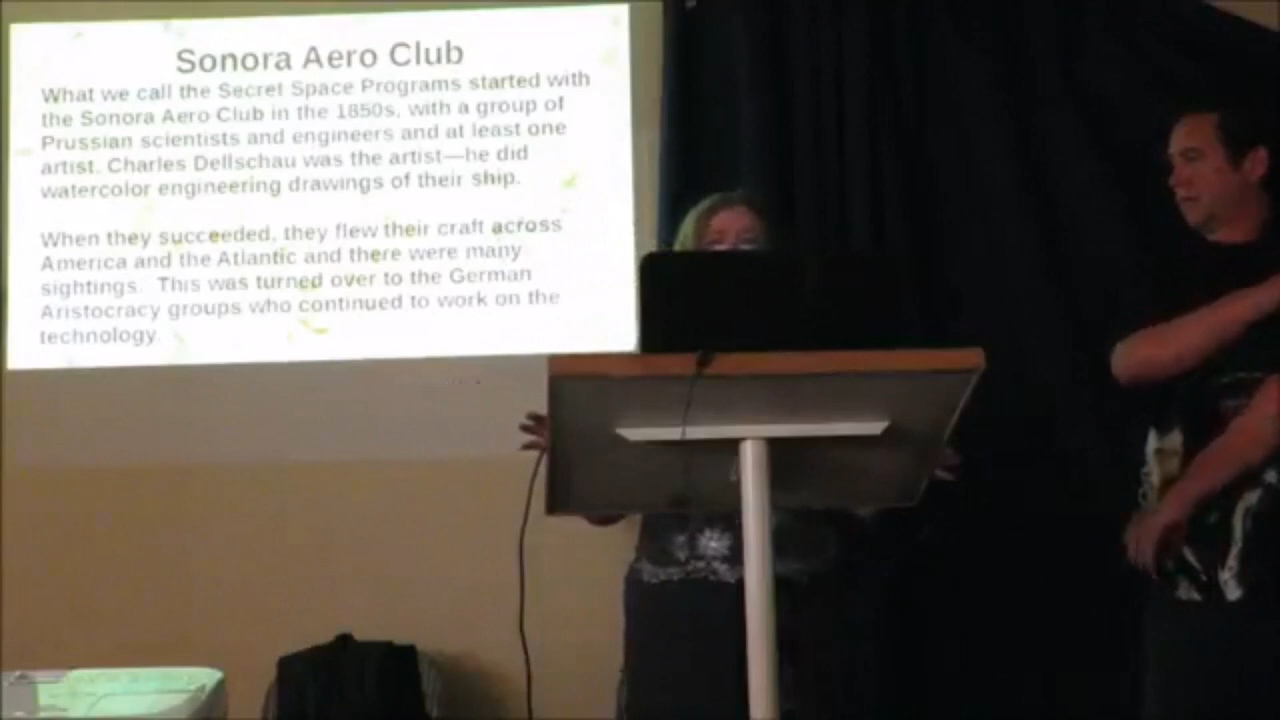 Sonora Aero Club
What we call the Secret Space Programs started with
the Sonora Aero Club in the 1850s, with a group of
Prussian scientists and engineers and at least one
artist. Charles Dellschau was the artist—he did
watercolor engineering drawings of their ship.
When they succeeded, they flew their craft across
America and the Atlantic and there were many
sightings. This was turned over to the German
Aristocracy groups who continued to work on the
technology.